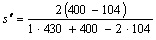 s* = 2(400 − 104) / (1 · 430 + 400 − 2 · 104)